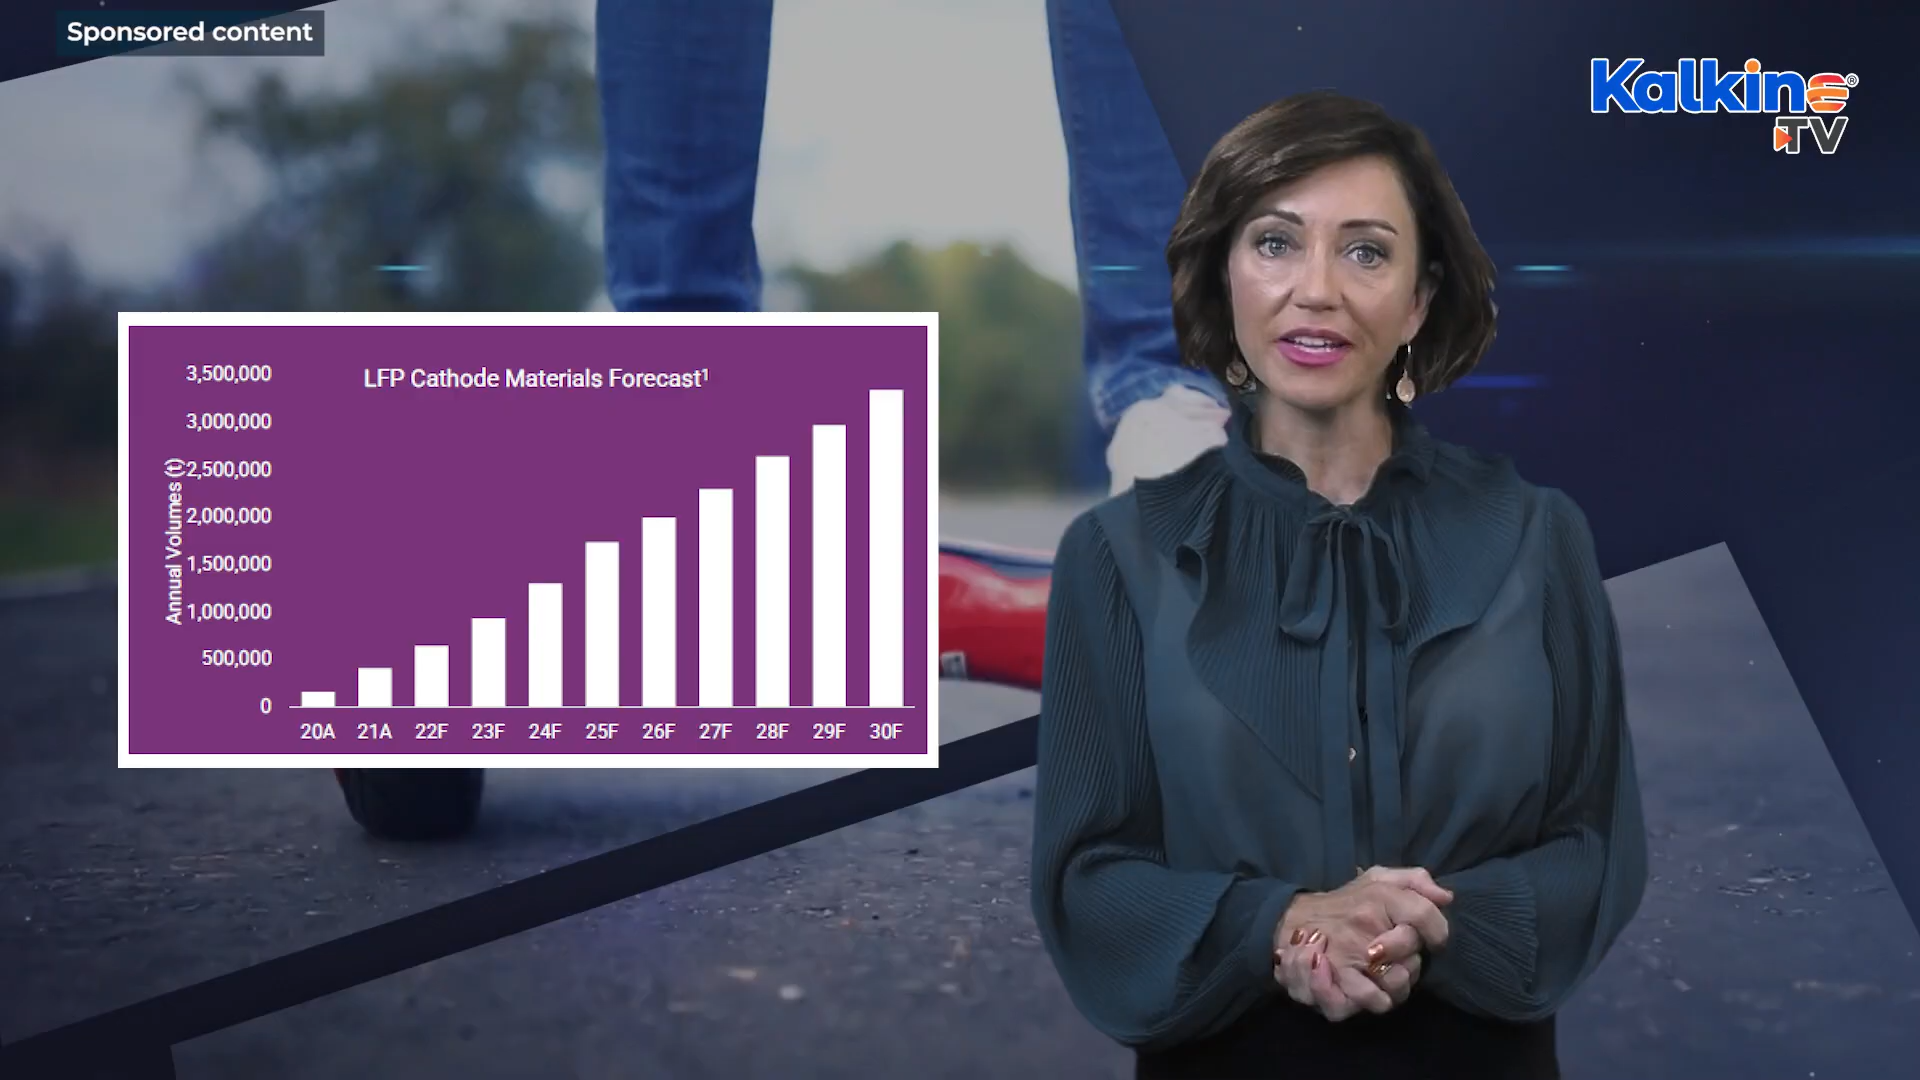 Sponsored content
Kalkine®
TV
LFP Cathode Materials Forecast¹
Annual Volumes (t)
3,500,000
3,000,000
2,500,000
2,000,000
1,500,000
1,000,000
500,000
0
20A 21A 22F 23F 24F 25F 26F 27F 28F 29F 30F